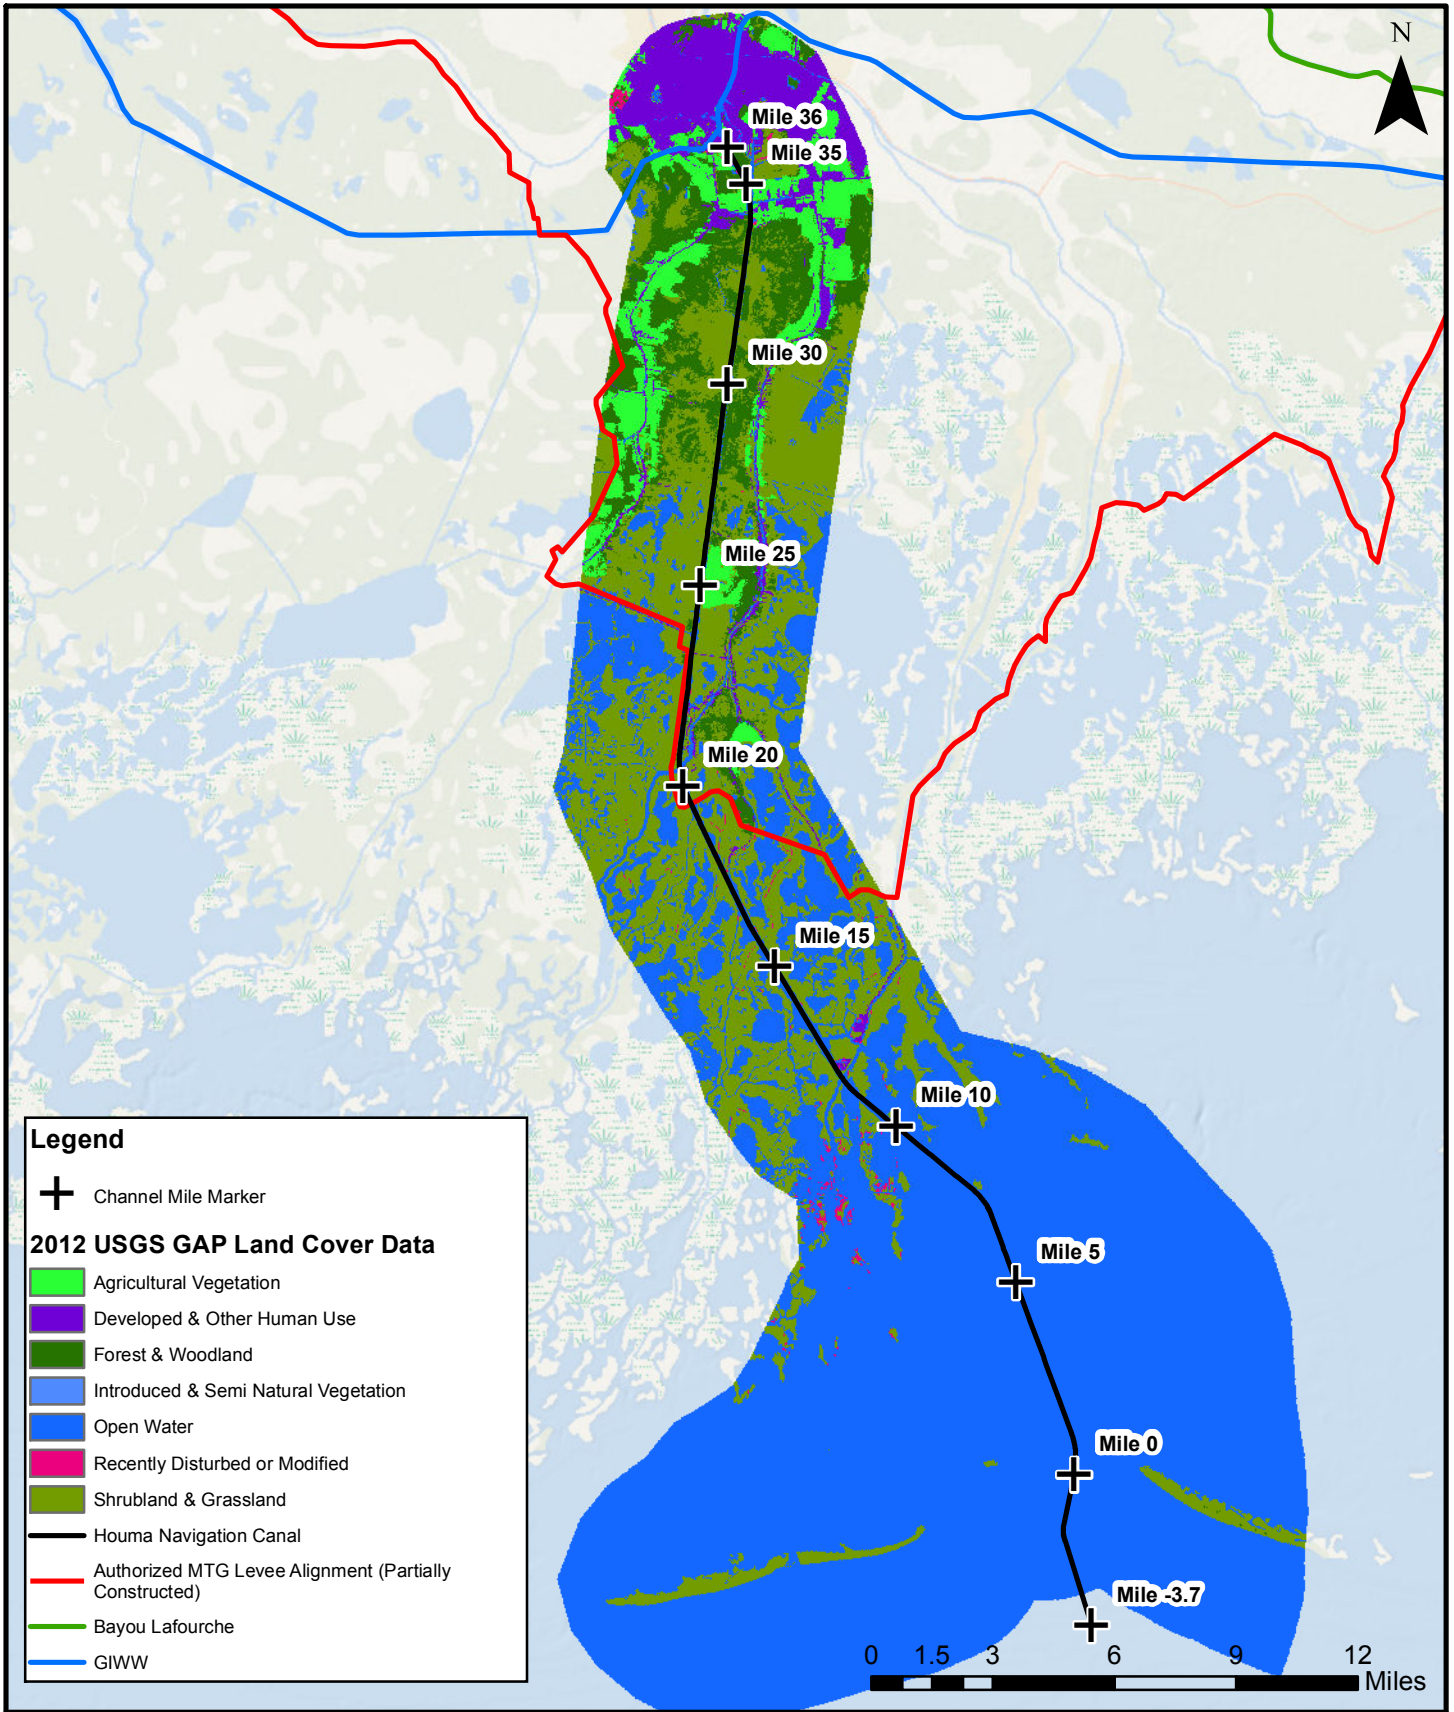 N
Mile 36
Mile 35
Mile 30
Mile 25
Mile 20
Mile 15
Mile 10
Mile 5
Mile 0
Mile -3.7
Legend
Channel Mile Marker
2012 USGS GAP Land Cover Data
Agricultural Vegetation
Developed & Other Human Use
Forest & Woodland
Introduced & Semi Natural Vegetation
Open Water
Recently Disturbed or Modified
Shrubland & Grassland
Houma Navigation Canal
Authorized MTG Levee Alignment (Partially
Constructed)
Bayou Lafourche
GIWW
0 1.5 3 6 9 12
Miles